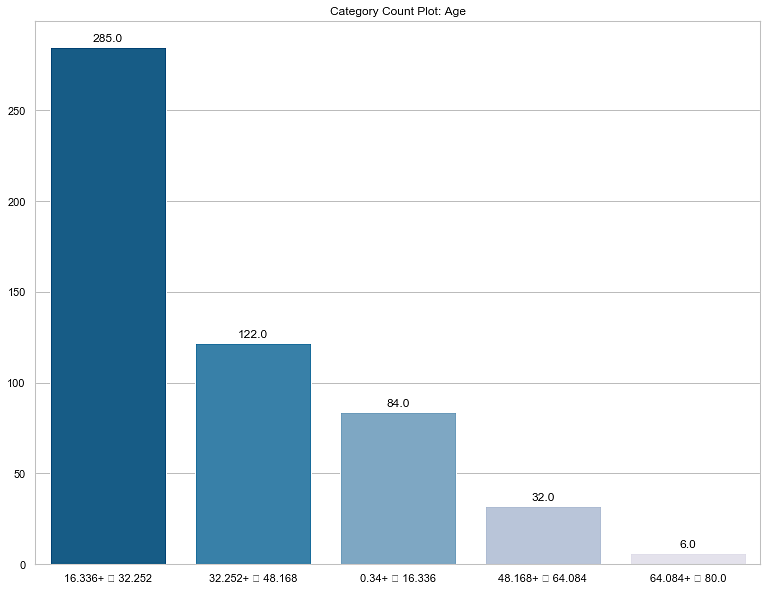 Category Count Plot: Age
285.0
250
200
150
122.0
100
84.0
50
32.0
6.0
0
16.336+ □ 32.252
32.252+ □ 48.168
0.34+ □ 16.336
48.168+ □ 64.084
64.084+ □ 80.0